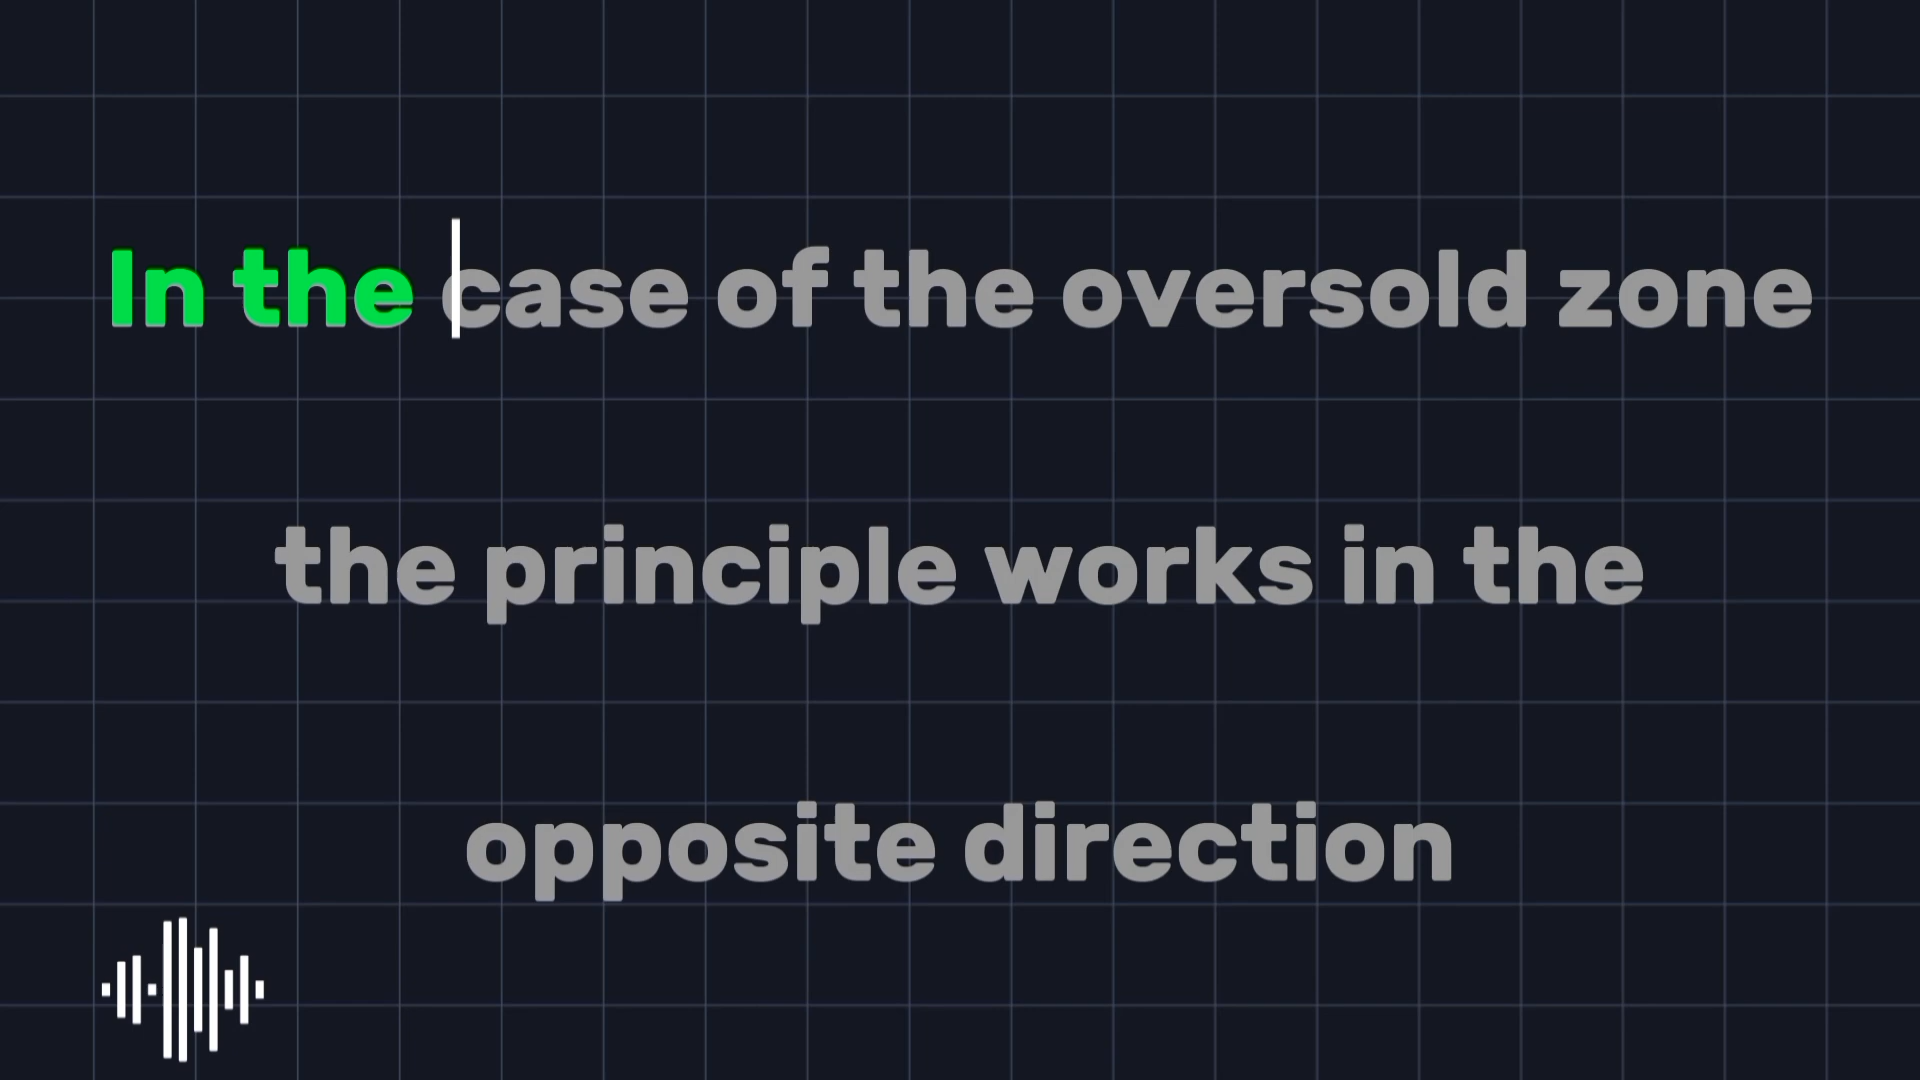 In the case of the oversold zone
the principle works in the
opposite direction